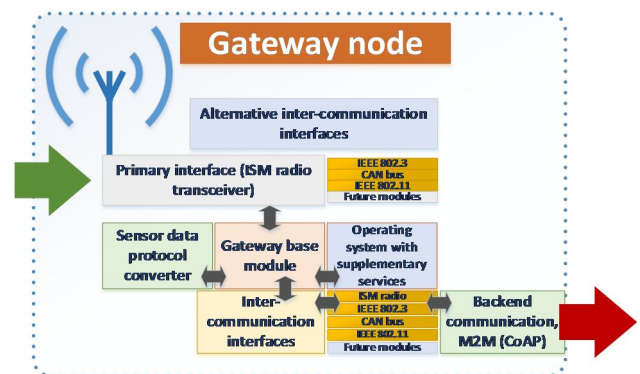 Gateway node
Alternative inter-communication
interfaces
Primary interface (ISM radio
transceiver)
IEEE 802.3
CAN bus
IEEE 802.11
Future modules
Sensor data
protocol
converter
Gateway base
module
Operating
system with
supplementary
services
Inter-
communication
interfaces
ISM radio
IEEE 802.3
CAN bus
IEEE 802.11
Future modules
Backend
communication,
M2M (CoAP)